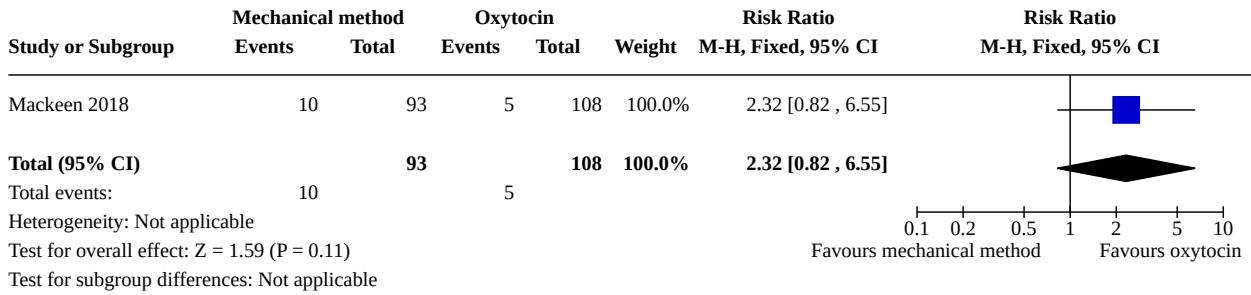 Mechanical method Oxytocin Risk Ratio Risk Ratio
Study or Subgroup Events Total Events Total Weight M-H, Fixed, 95% CI M-H, Fixed, 95% CI
Mackeen 2018 10 93 5 108 100.0% 2.32 [0.82 , 6.55]
Total (95% CI) 93 108 100.0% 2.32 [0.82 , 6.55]
Total events: 10 5
Heterogeneity: Not applicable
0.1 0.2 0.5 1 2 5 10
Test for overall effect: Z = 1.59 (P = 0.11) Favours mechanical method Favours oxytocin
Test for subgroup differences: Not applicable